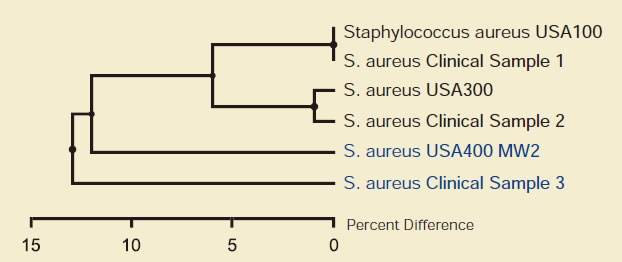 Staphylococcus aureus USA100
S. aureus Clinical Sample 1
S. aureus USA300
S. aureus Clinical Sample 2
S. aureus USA400 MW2
S. aureus Clinical Sample 3
Percent Difference
15 10 5 0